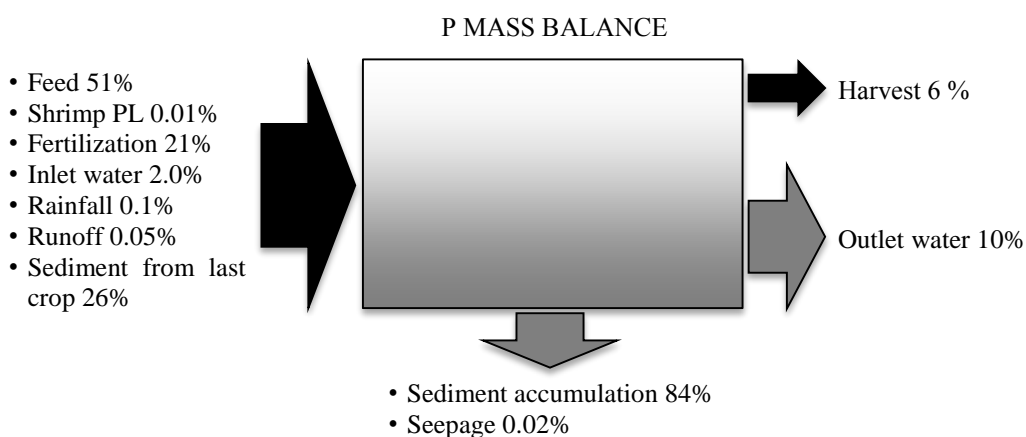 P MASS BALANCE
• Feed 51%
• Shrimp PL 0.01%
• Fertilization 21%
• Inlet water 2.0%
• Rainfall 0.1%
• Runoff 0.05%
• Sediment from last
crop 26%
Harvest 6 %
Outlet water 10%
• Sediment accumulation 84%
• Seepage 0.02%